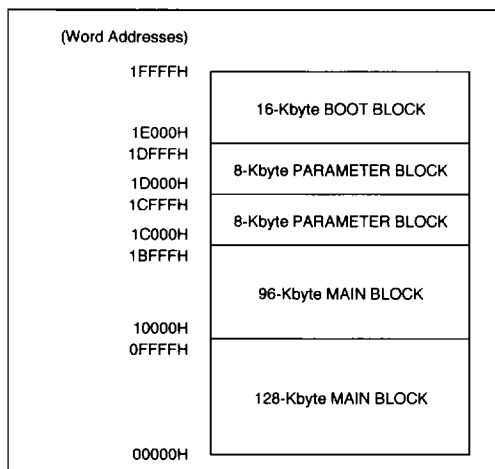 (Word Addresses)
1FFFFH
16-Kbyte BOOT BLOCK
1E000H
1DFFFH
8-Kbyte PARAMETER BLOCK
1D000H
1CFFFH
8-Kbyte PARAMETER BLOCK
1C000H
1BFFFH
96-Kbyte MAIN BLOCK
10000H
0FFFFH
128-Kbyte MAIN BLOCK
00000H